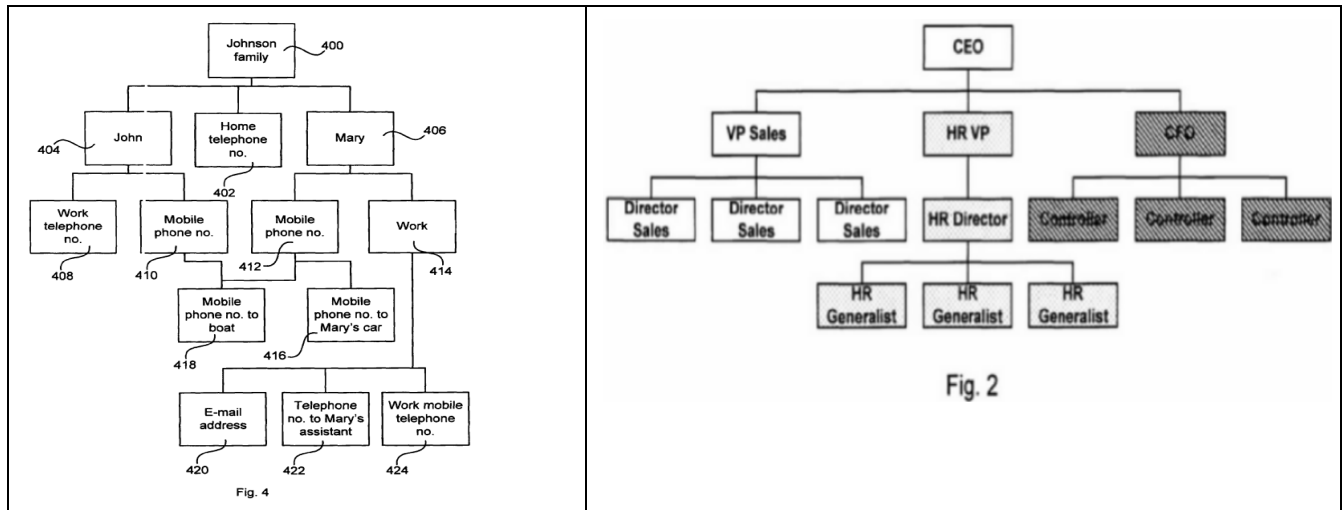 Johnson
family
400
John
404
Home
telephone
no.
402
Mary
406
Work
telephone
no.
408
Mobile
phone no.
410
Mobile
phone no.
412
Work
414
Mobile
phone no. to
boat
418
Mobile
phone no. to
Mary's car
416
E-mail
address
420
Telephone
no. to Mary's
assistant
422
Work mobile
telephone
no.
424
Fig. 4
CEO
VP Sales
HR VP
CFO
Director
Sales
Director
Sales
Director
Sales
HR Director
Controller
Controller
Controller
HR
Generalist
HR
Generalist
HR
Generalist
Fig. 2